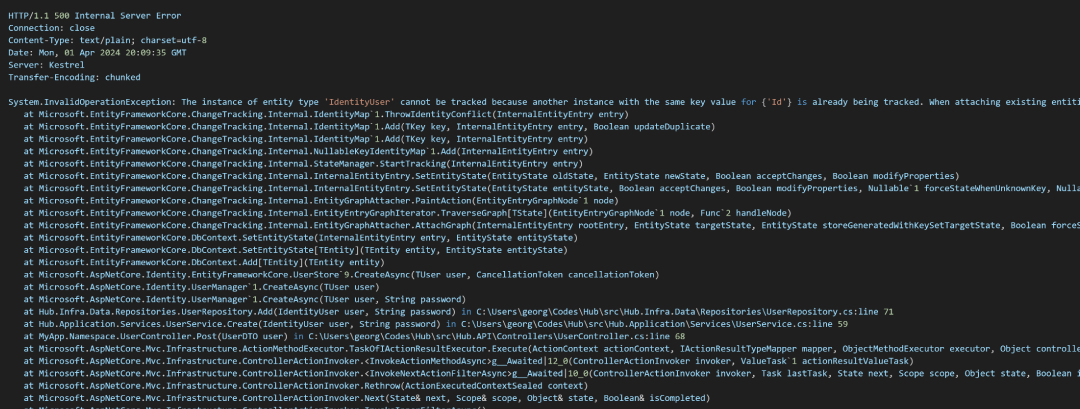 HTTP/1.1 500 Internal Server Error
Connection: close
Content-Type: text/plain; charset=utf-8
Date: Mon, 01 Apr 2024 20:09:35 GMT
Server: Kestrel
Transfer-Encoding: chunked
System.InvalidOperationException: The instance of entity type 'IdentityUser' cannot be tracked because another instance with the same key value for {'Id'} is already being tracked. When attaching existing entiti
at Microsoft.EntityFrameworkCore.ChangeTracking.Internal.IdentityMap`1.ThrowIdentityConflict(InternalEntityEntry entry)
at Microsoft.EntityFrameworkCore.ChangeTracking.Internal.IdentityMap`1.Add(TKey key, InternalEntityEntry entry, Boolean updateDuplicate)
at Microsoft.EntityFrameworkCore.ChangeTracking.Internal.IdentityMap`1.Add(TKey key, InternalEntityEntry entry)
at Microsoft.EntityFrameworkCore.ChangeTracking.Internal.NullableKeyIdentityMap`1.Add(InternalEntityEntry entry)
at Microsoft.EntityFrameworkCore.ChangeTracking.Internal.StateManager.StartTracking(InternalEntityEntry entry)
at Microsoft.EntityFrameworkCore.ChangeTracking.Internal.InternalEntityEntry.SetEntityState(EntityState oldState, EntityState newState, Boolean acceptChanges, Boolean modifyProperties)
at Microsoft.EntityFrameworkCore.ChangeTracking.Internal.InternalEntityEntry.SetEntityState(EntityState entityState, Boolean acceptChanges, Boolean modifyProperties, Nullable`1 forceStateWhenUnknownKey, Nulla
at Microsoft.EntityFrameworkCore.ChangeTracking.Internal.EntityGraphAttacher.PaintAction(EntityEntryGraphNode`1 node)
at Microsoft.EntityFrameworkCore.ChangeTracking.Internal.EntityEntryGraphIterator.TraverseGraph[TState](EntityEntryGraphNode`1 node, Func`2 handleNode)
at Microsoft.EntityFrameworkCore.ChangeTracking.Internal.EntityGraphAttacher.AttachGraph(InternalEntityEntry rootEntry, EntityState targetState, EntityState storeGeneratedWithKeySetTargetState, Boolean forceS
at Microsoft.EntityFrameworkCore.DbContext.SetEntityState(InternalEntityEntry entry, EntityState entityState)
at Microsoft.EntityFrameworkCore.DbContext.SetEntityState[TEntity](TEntity entity, EntityState entityState)
at Microsoft.EntityFrameworkCore.DbContext.Add[TEntity](TEntity entity)
at Microsoft.AspNetCore.Identity.EntityFrameworkCore.UserStore`9.CreateAsync(TUser user, CancellationToken cancellationToken)
at Microsoft.AspNetCore.Identity.UserManager`1.CreateAsync(TUser user)
at Microsoft.AspNetCore.Identity.UserManager`1.CreateAsync(TUser user, String password)
at Hub.Infra.Data.Repositories.UserRepository.Add(IdentityUser user, String password) in C:\Users\georg\Codes\Hub\src\Hub.Infra.Data\Repositories\UserRepository.cs:line 71
at Hub.Application.Services.UserService.Create(IdentityUser user, String password) in C:\Users\georg\Codes\Hub\src\Hub.Application\Services\UserService.cs:line 59
at MyApp.Namespace.UserController.Post(UserDTO user) in C:\Users\georg\Codes\Hub\src\Hub.API\Controllers\UserController.cs:line 68
at Microsoft.AspNetCore.Mvc.Infrastructure.ActionMethodExecutor.TaskOfIActionResultExecutor.Execute(ActionContext actionContext, IActionResultTypeMapper mapper, ObjectMethodExecutor executor, Object controlle
at Microsoft.AspNetCore.Mvc.Infrastructure.ControllerActionInvoker.<InvokeActionMethodAsync>g__Awaited|12_0(ControllerActionInvoker invoker, ValueTask`1 actionResultValueTask)
at Microsoft.AspNetCore.Mvc.Infrastructure.ControllerActionInvoker.<InvokeNextActionFilterAsync>g__Awaited|10_0(ControllerActionInvoker invoker, Task lastTask, State next, Scope scope, Object state, Boolean i
at Microsoft.AspNetCore.Mvc.Infrastructure.ControllerActionInvoker.Rethrow(ActionExecutedContextSealed context)
at Microsoft.AspNetCore.Mvc.Infrastructure.ControllerActionInvoker.Next(State& next, Scope& scope, Object& state, Boolean& isCompleted)